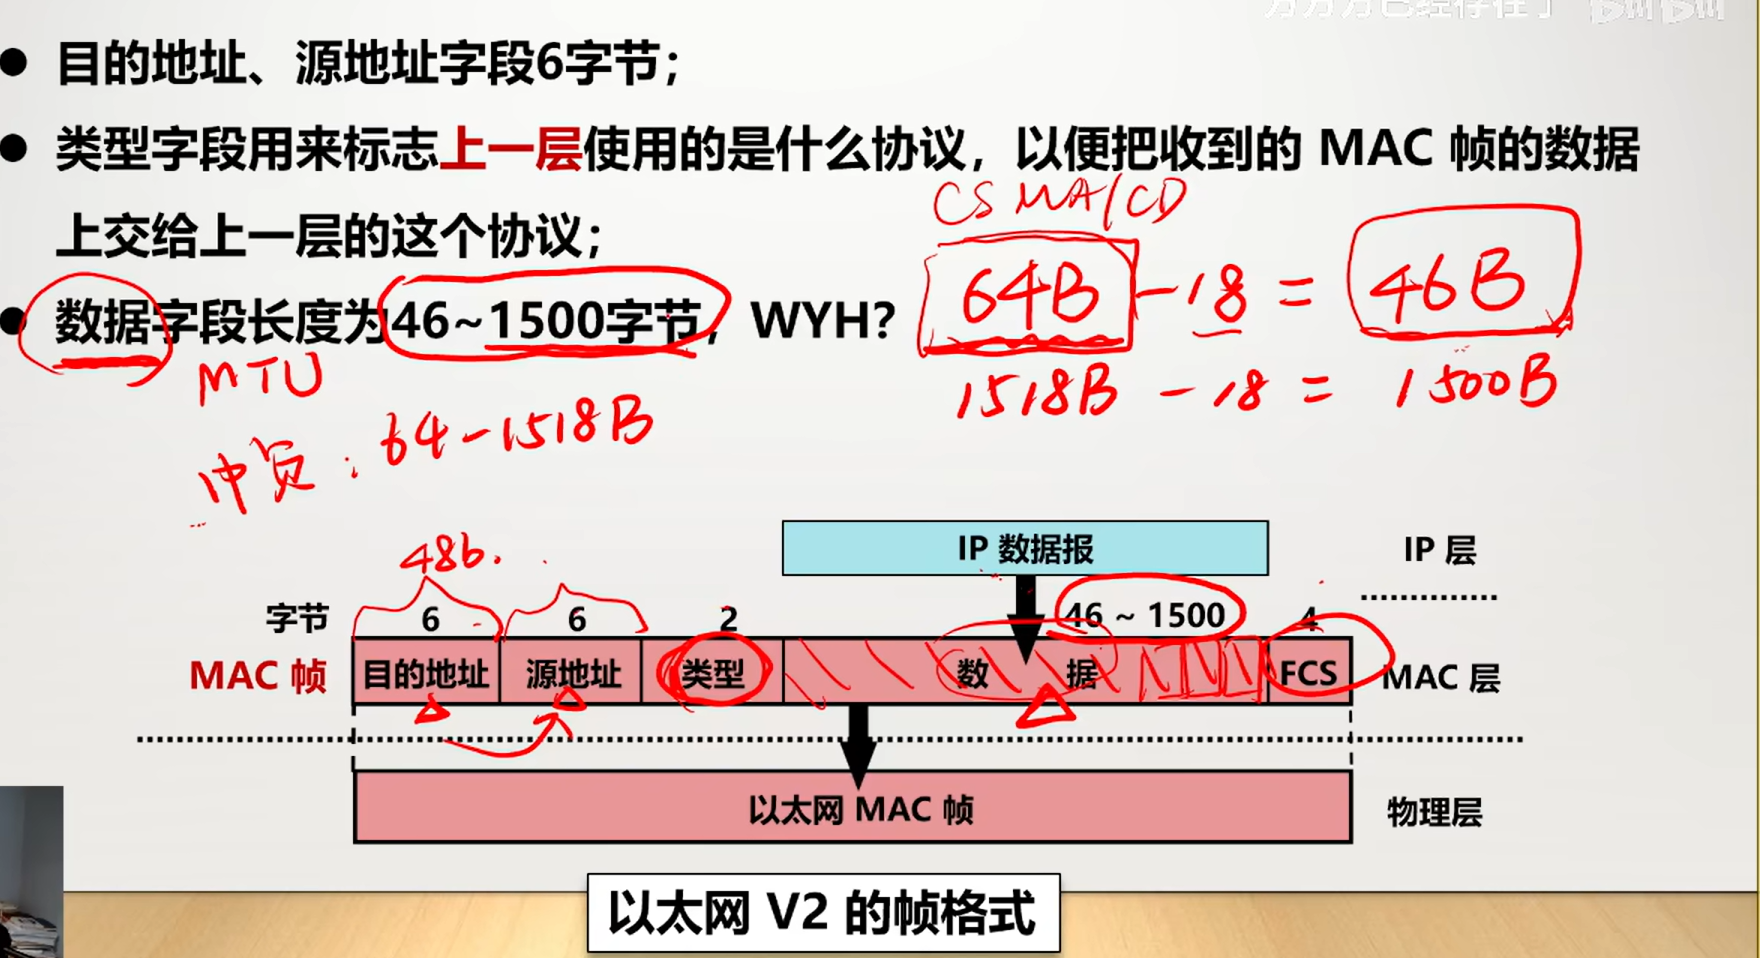 ● 目的地址、源地址字段6字节；
● 类型字段用来标志上一层使用的是什么协议，以便把收到的 MAC 帧的数据
上交给上一层的这个协议；
CSMA/CD
● 数据字段长度为46~1500字节，WYH？
64B - 18 = 46B
MTU
1518B - 18 = 1500B
帧长：64-1518B
48b.
IP 数据报
IP 层
字节 6 6 2 46 ~ 1500 4
MAC 帧 目的地址 源地址 类型 数 据 FCS MAC 层
以太网 MAC 帧
物理层
以太网 V2 的帧格式